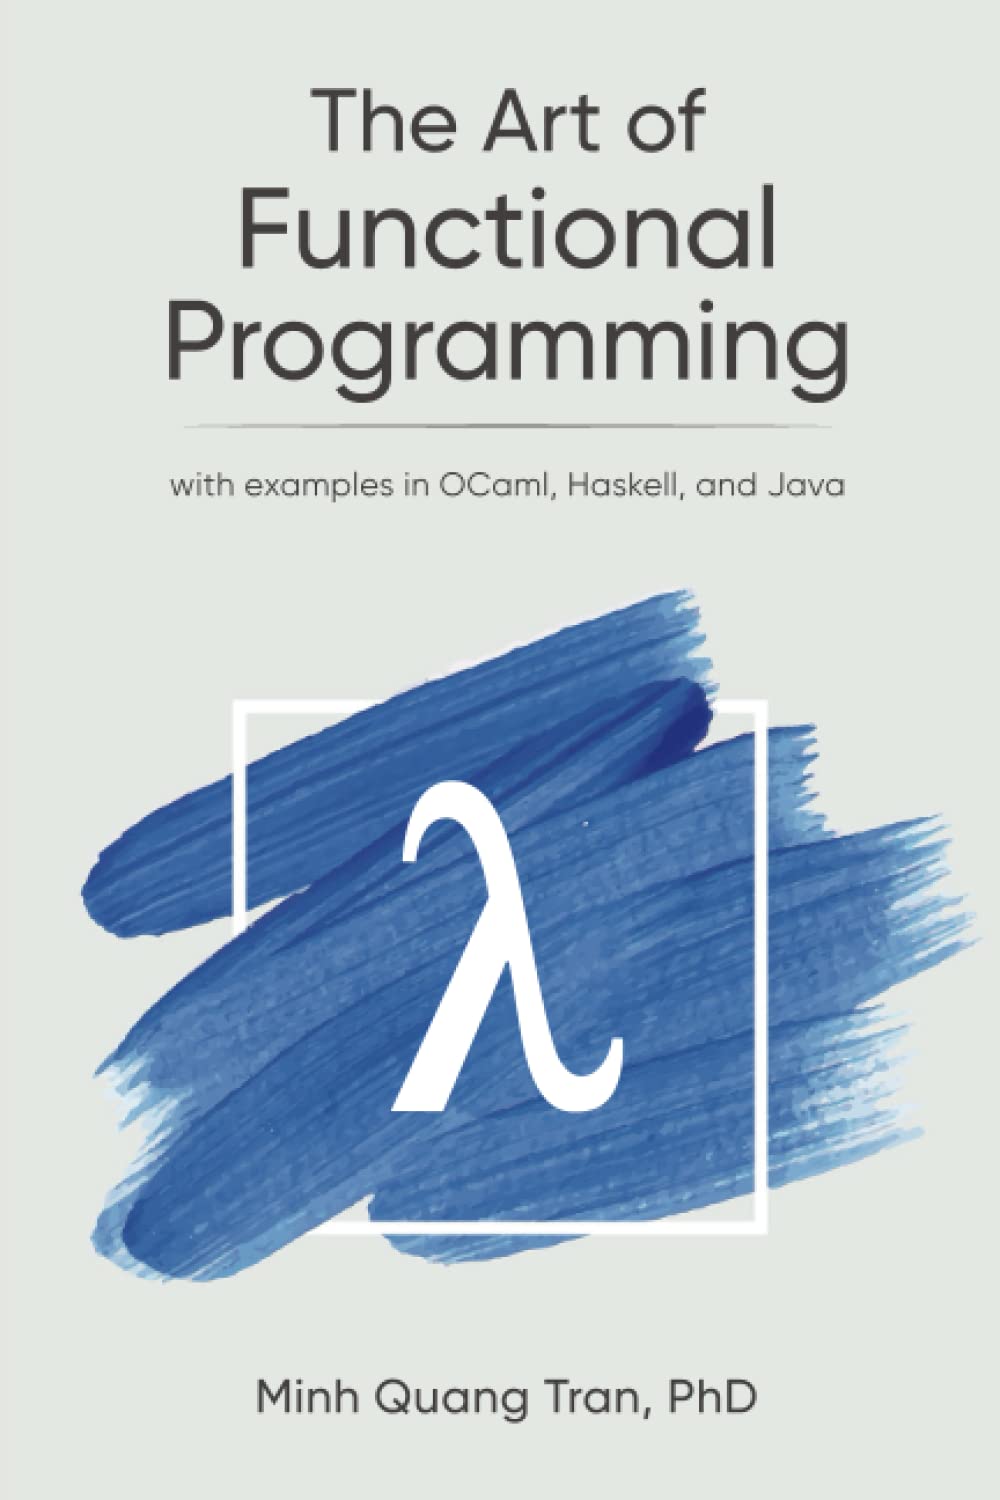 The Art of
Functional
Programming
with examples in OCaml, Haskell, and Java
λ
Minh Quang Tran, PhD